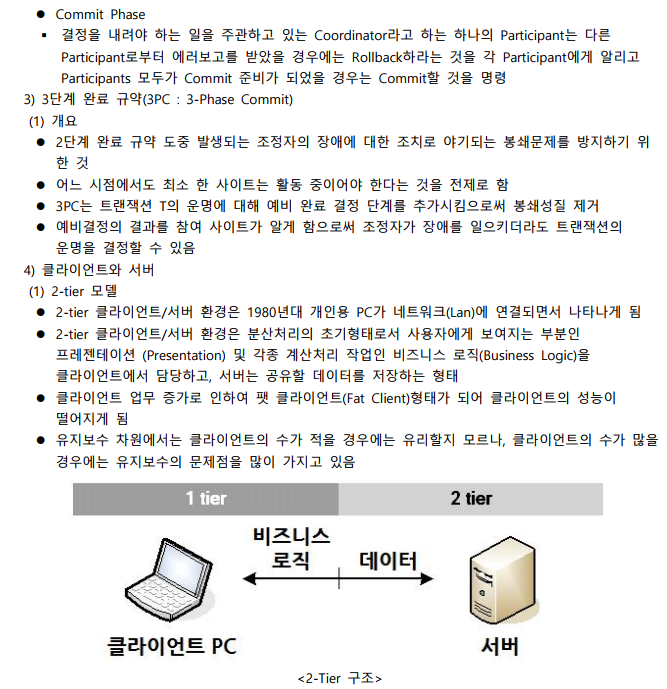 ● Commit Phase
▪ 결정을 내려야 하는 일을 주관하고 있는 Coordinator라고 하는 하나의 Participant는 다른
Participant로부터 에러보고를 받았을 경우에는 Rollback하라는 것을 각 Participant에게 알리고
Participants 모두가 Commit 준비가 되었을 경우는 Commit할 것을 명령
3) 3단계 완료 규약(3PC : 3-Phase Commit)
(1) 개요
● 2단계 완료 규약 도중 발생되는 조정자의 장애에 대한 조치로 야기되는 봉쇄문제를 방지하기 위
한 것
● 어느 시점에서도 최소 한 사이트는 활동 중이어야 한다는 것을 전제로 함
● 3PC는 트랜잭션 T의 운명에 대해 예비 완료 결정 단계를 추가시킴으로써 봉쇄성질 제거
● 예비결정의 결과를 참여 사이트가 알게 함으로써 조정자가 장애를 일으키더라도 트랜잭션의
운명을 결정할 수 있음
4) 클라이언트와 서버
(1) 2-tier 모델
● 2-tier 클라이언트/서버 환경은 1980년대 개인용 PC가 네트워크(Lan)에 연결되면서 나타나게 됨
● 2-tier 클라이언트/서버 환경은 분산처리의 초기형태로서 사용자에게 보여지는 부분인
프레젠테이션 (Presentation) 및 각종 계산처리 작업인 비즈니스 로직(Business Logic)을
클라이언트에서 담당하고, 서버는 공유할 데이터를 저장하는 형태
● 클라이언트 업무 증가로 인하여 팻 클라이언트(Fat Client)형태가 되어 클라이언트의 성능이
떨어지게 됨
● 유지보수 차원에서는 클라이언트의 수가 적을 경우에는 유리할지 모르나, 클라이언트의 수가 많을
경우에는 유지보수의 문제점을 많이 가지고 있음
1 tier 2 tier
비즈니스
로직 데이터
클라이언트 PC 서버
<2-Tier 구조>